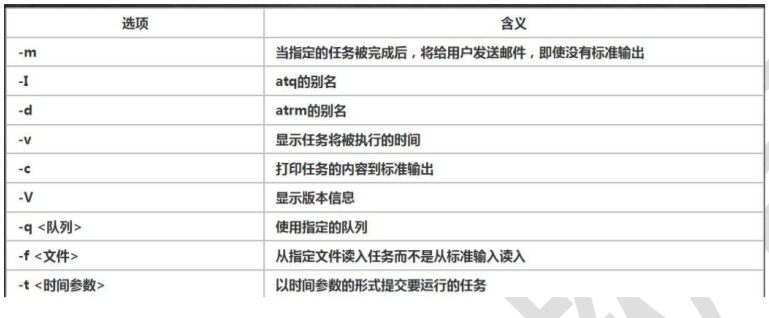 选项 含义
-m 当指定的任务被完成后，将给用户发送邮件，即使没有标准输出
-I atq的别名
-d atrm的别名
-v 显示任务将被执行的时间
-c 打印任务的内容到标准输出
-V 显示版本信息
-q <队列> 使用指定的队列
-f <文件> 从指定文件读入任务而不是从标准输入读入
-t <时间参数> 以时间参数的形式提交要运行的任务